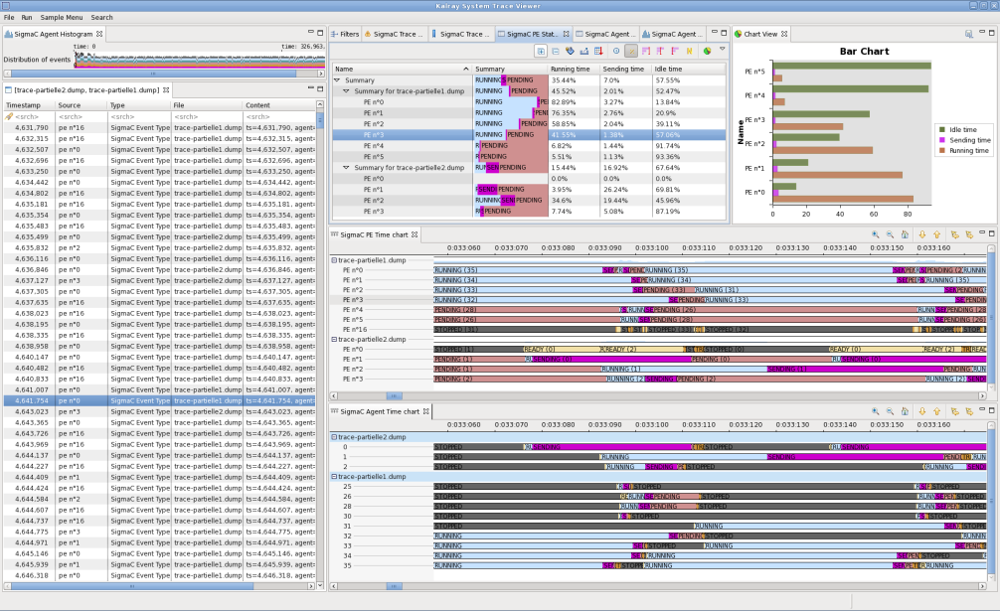 Kalray System Trace Viewer
File Run Sample Menu Search
SigmaC Agent Histogram
time: 0 time: 326,963.
Distribution of events
[trace-partielle2.dump, trace-partielle1.dump]
Timestamp Source Type File Content
<srch> <srch> <srch> <srch> <srch>
4.631,790 pe n°16 SigmaC Event Type trace-partielle1.dump ts=4.631,790, agent=
4.632,315 pe n°16 SigmaC Event Type trace-partielle1.dump ts=4.632,315, agent=
4.632,507 pe n°0 SigmaC Event Type trace-partielle1.dump ts=4.632,507, agent=
4.632,696 pe n°16 SigmaC Event Type trace-partielle1.dump ts=4.632,696, agent=
4.633,250 pe n°0 SigmaC Event Type trace-partielle1.dump ts=4.633,250, agent=
4.634,442 pe n°0 SigmaC Event Type trace-partielle1.dump ts=4.634,442, agent=
4.634,802 pe n°16 SigmaC Event Type trace-partielle1.dump ts=4.634,802, agent=
4.635,181 pe n°16 SigmaC Event Type trace-partielle1.dump ts=4.635,181, agent=
4.635,354 pe n°0 SigmaC Event Type trace-partielle1.dump ts=4.635,354, agent=
4.635,483 pe n°16 SigmaC Event Type trace-partielle1.dump ts=4.635,483, agent=
4.635,499 pe n°0 SigmaC Event Type trace-partielle2.dump ts=4.635,499, agent=
4.635,832 pe n°2 SigmaC Event Type trace-partielle2.dump ts=4.635,832, agent=
4.636,116 pe n°0 SigmaC Event Type trace-partielle1.dump ts=4.636,116, agent=
4.636,846 pe n°0 SigmaC Event Type trace-partielle2.dump ts=4.636,846, agent=
4.637,127 pe n°3 SigmaC Event Type trace-partielle2.dump ts=4.637,127, agent=
4.637,305 pe n°0 SigmaC Event Type trace-partielle1.dump ts=4.637,305, agent=
4.637,635 pe n°16 SigmaC Event Type trace-partielle1.dump ts=4.637,635, agent=
4.638,023 pe n°16 SigmaC Event Type trace-partielle1.dump ts=4.638,023, agent=
4.638,195 pe n°0 SigmaC Event Type trace-partielle1.dump ts=4.638,195, agent=
4.638,335 pe n°16 SigmaC Event Type trace-partielle1.dump ts=4.638,335, agent=
4.638,958 pe n°0 SigmaC Event Type trace-partielle1.dump ts=4.638,958, agent=
4.640,147 pe n°0 SigmaC Event Type trace-partielle1.dump ts=4.640,147, agent=
4.640,482 pe n°16 SigmaC Event Type trace-partielle1.dump ts=4.640,482, agent=
4.640,833 pe n°16 SigmaC Event Type trace-partielle1.dump ts=4.640,833, agent=
4.641,007 pe n°0 SigmaC Event Type trace-partielle1.dump ts=4.641,007, agent=
4.641,754 pe n°0 SigmaC Event Type trace-partielle1.dump ts=4.641,754, agent=
4.643,023 pe n°3 SigmaC Event Type trace-partielle2.dump ts=4.643,023, agent=
4.643,365 pe n°0 SigmaC Event Type trace-partielle2.dump ts=4.643,365, agent=
4.643,726 pe n°16 SigmaC Event Type trace-partielle1.dump ts=4.643,726, agent=
4.643,969 pe n°16 SigmaC Event Type trace-partielle1.dump ts=4.643,969, agent=
4.644,137 pe n°0 SigmaC Event Type trace-partielle1.dump ts=4.644,137, agent=
4.644,227 pe n°16 SigmaC Event Type trace-partielle1.dump ts=4.644,227, agent=
4.644,409 pe n°1 SigmaC Event Type trace-partielle2.dump ts=4.644,409, agent=
4.644,424 pe n°16 SigmaC Event Type trace-partielle1.dump ts=4.644,424, agent=
4.644,584 pe n°2 SigmaC Event Type trace-partielle2.dump ts=4.644,584, agent=
4.644,607 pe n°16 SigmaC Event Type trace-partielle1.dump ts=4.644,607, agent=
4.644,737 pe n°16 SigmaC Event Type trace-partielle1.dump ts=4.644,737, agent=
4.644,775 pe n°3 SigmaC Event Type trace-partielle1.dump ts=4.644,775, agent=
4.644,971 pe n°1 SigmaC Event Type trace-partielle1.dump ts=4.644,971, agent=
4.645,146 pe n°0 SigmaC Event Type trace-partielle1.dump ts=4.645,146, agent=
4.645,939 pe n°1 SigmaC Event Type trace-partielle1.dump ts=4.645,939, agent=
4.646,318 pe n°0 SigmaC Event Type trace-partielle1.dump ts=4.646,318, agent=
Filters SigmaC Trace ... SigmaC Trace ... SigmaC PE Stat... SigmaC Agent ... SigmaC Agent ...
Name Summary Running time Sending time Idle time
Summary RUNNING PENDING 35.44% 7.0% 57.55%
Summary for trace-partielle1.dump RUNNING PENDING 45.52% 2.01% 52.47%
PE n°0 RUNNING PE 82.89% 3.27% 13.84%
PE n°1 RUNNING PEN 76.35% 2.76% 20.9%
PE n°2 RUNNING PENDING 58.85% 2.04% 39.11%
PE n°3 RUNNING PENDING 41.55% 1.38% 57.06%
PE n°4 R PENDING 6.82% 1.44% 91.74%
PE n°5 PENDING 5.51% 1.13% 93.36%
Summary for trace-partielle2.dump RUN SEN PENDING 15.44% 16.92% 67.64%
PE n°0 0.0% 0.0% 0.0%
PE n°1 SENDI PENDING 3.95% 26.24% 69.81%
PE n°2 RUNNING SEN PENDING 34.6% 19.44% 45.96%
PE n°3 PENDING 7.74% 5.08% 87.19%
Chart View
Bar Chart
Name
PE n°5
PE n°4
PE n°3
PE n°2
PE n°1
PE n°0
0 20 40 60 80
Idle time
Sending time
Running time
SigmaC PE Time chart
0:033:060 0:033:070 0:033:080 0:033:090 0:033:100 0:033:110 0:033:120 0:033:130 0:033:140 0:033:150 0:033:160
trace-partielle1.dump
PE n°0 RUNNING (35) RUNNING (35) PENDING (2
PE n°1 RUNNING (34) RUNNING (34) RUNNING (35)
PE n°2 RUNNING (33) PENDING (33) RUNNING (31) PENDING
PE n°3 RUNNING (32) PENDING RUNNING (33)
PE n°4 PENDING (28) PENDING (26) PENDING (28
PE n°5 PENDING (26) PENDING
PE n°16 STOPPED STOPPED (32)
trace-partielle2.dump
PE n°0 STOPPED (1) READY (0) READY (2) STOPPED (0) READY (0) READY (2)
PE n°1 PENDING (1) SENDING (0) PENDING (0) SENDING (0)
PE n°2 PENDING (1) RUNNING (1) SENDING (1)
PE n°3 PENDING (2) RUNNING (2 PENDING (2) RUNNING (2)
SigmaC Agent Time chart
0:033:060 0:033:070 0:033:080 0:033:090 0:033:100 0:033:110 0:033:120 0:033:130 0:033:140 0:033:150 0:033:160
trace-partielle2.dump
0 STOPPED SENDING STOPPED SENDING
1 STOPPED RUNNING SENDING PENDING RUN
2 STOPPED RUNNING SENDING STOPPED RUNNING SEND
trace-partielle1.dump
25 STOPPED STOPPED
26 STOPPED PENDING STOPPED
28 STOPPED PENDING STOPPED
30 STOPPED STOPPED
31 STOPPED RUNNING
32 RUNNING PENDING STOPPED RUNNIN
33 RUNNING STOPPED RUNNING
34 RUNNING RUNNING STOPPED
35 RUNNING RUNNING RUNNING